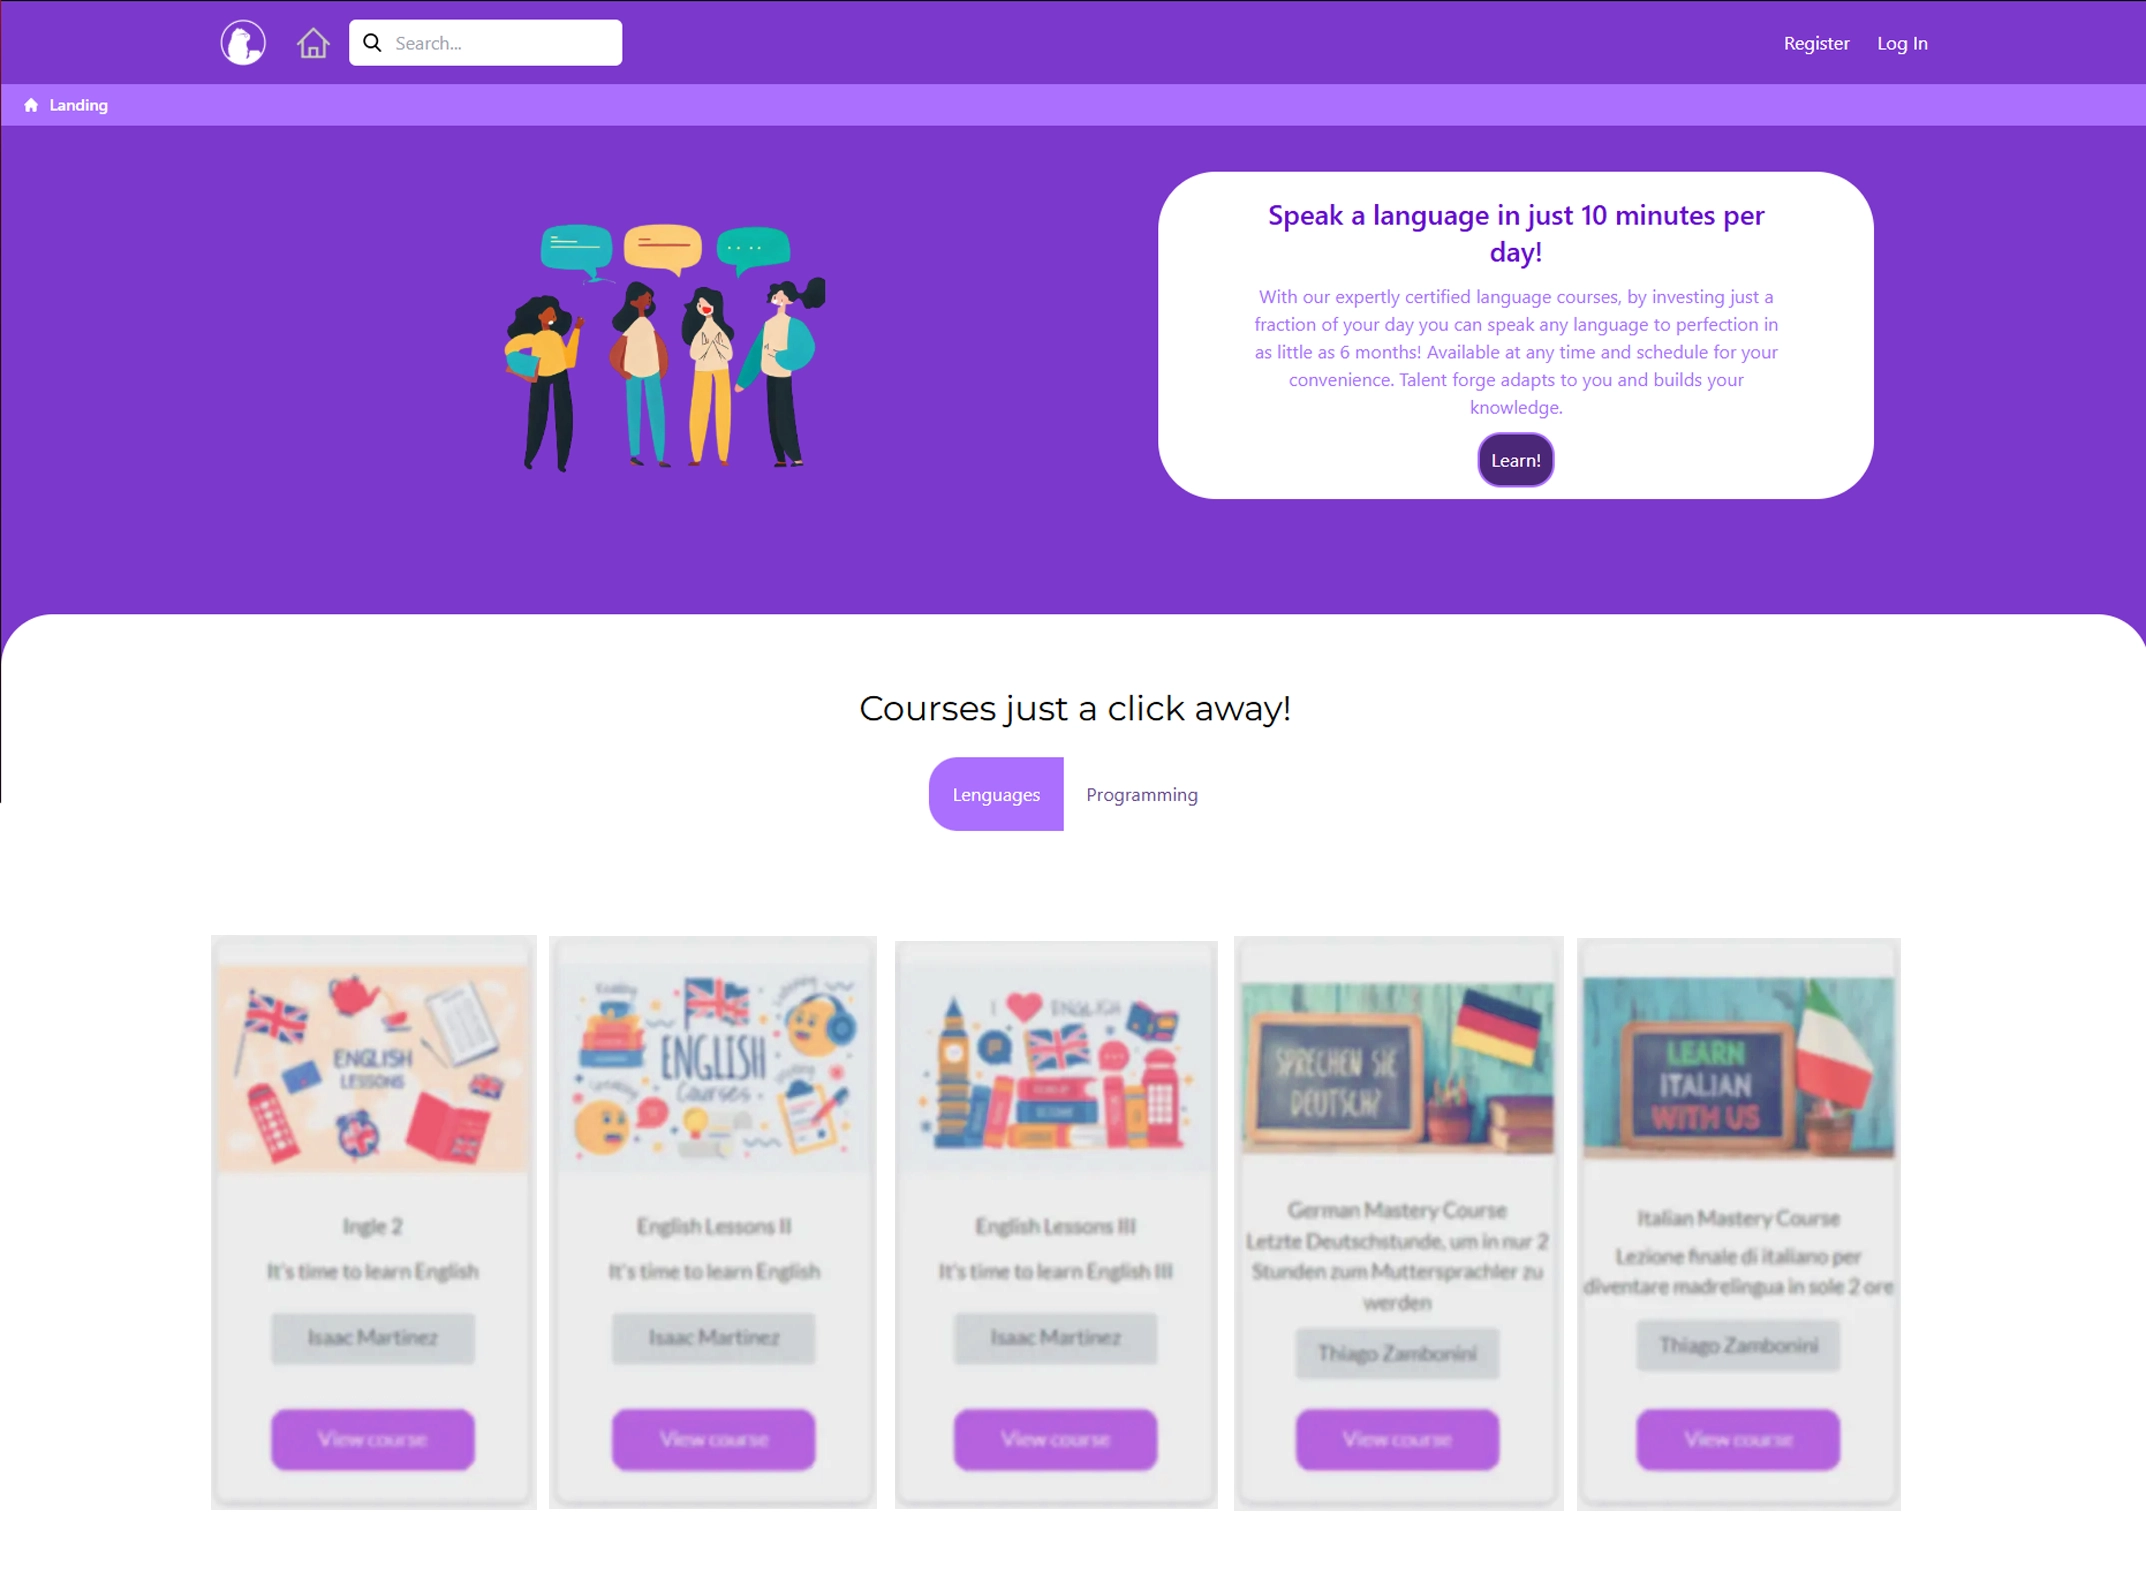 Search...
Register
Log In
Landing
Speak a language in just 10 minutes per
day!
With our expertly certified language courses, by investing just a
fraction of your day you can speak any language to perfection in
as little as 6 months! Available at any time and schedule for your
convenience. Talent forge adapts to you and builds your
knowledge.
Learn!
Courses just a click away!
Lenguages
Programming
ENGLISH
LESSONS
Ingle 2
It's time to learn English
Isaac Martinez
View course
Reading
Listening
ENGLISH
Courses
Speaking
English Lessons II
It's time to learn English
Isaac Martinez
View course
I
ENGLISH
English Lessons III
It's time to learn English III
Isaac Martinez
View course
SPRECHEN SIE
DEUTSCH?
German Mastery Course
Letzte Deutschstunde, um in nur 2
Stunden zum Muttersprachler zu
werden
Thiago Zambonini
View course
LEARN
ITALIAN
WITH US
Italian Mastery Course
Lezione finale di italiano per
diventare madrelingua in sole 2 ore
Thiago Zambonini
View course